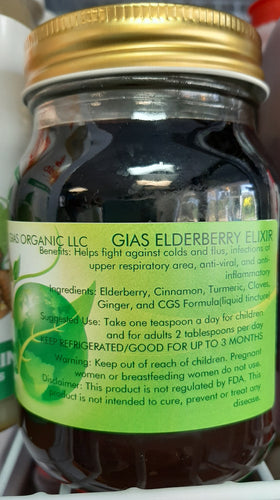 GIAS ORGANIC LLC GIAS ELDERBERRY ELIXIR
Benefits: Helps fight against colds and flus, infections of
upper respiratory area, anti-viral, and anti-
inflammatory
Ingredients: Elderberry, Cinnamon, Turmeric, Cloves,
Ginger, and CGS Formula(liquid tincture)
Suggested Use: Take one teaspoon a day for children
and for adults 2 tablespoons per day
KEEP REFRIGERATED/GOOD FOR UP TO 3 MONTHS
Warning: Keep out of reach of children. Pregnant
women or breastfeeding women do not use.
Disclaimer: This product is not regulated by FDA. This
product is not intended to cure, prevent or treat any
disease.